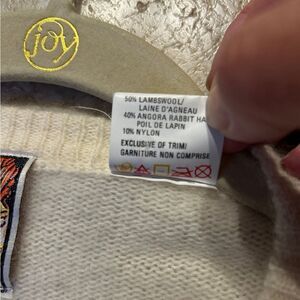 joy
50% LAMBSWOOL/
LAINE D'AGNEAU
40% ANGORA RABBIT HA
POIL DE LAPIN
10% NYLON
EXCLUSIVE OF TRIM/
GARNITURE NON COMPRISE